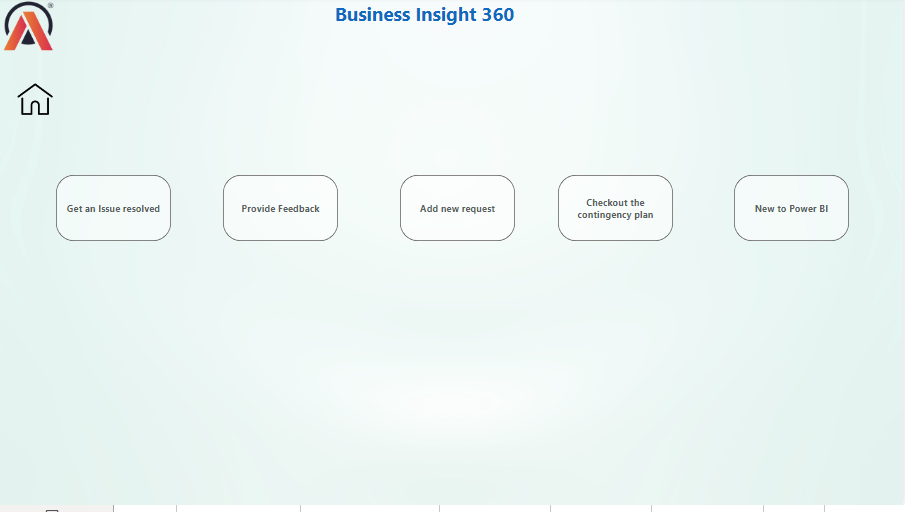 Business Insight 360
Get an Issue resolved
Provide Feedback
Add new request
Checkout the
contingency plan
New to Power BI